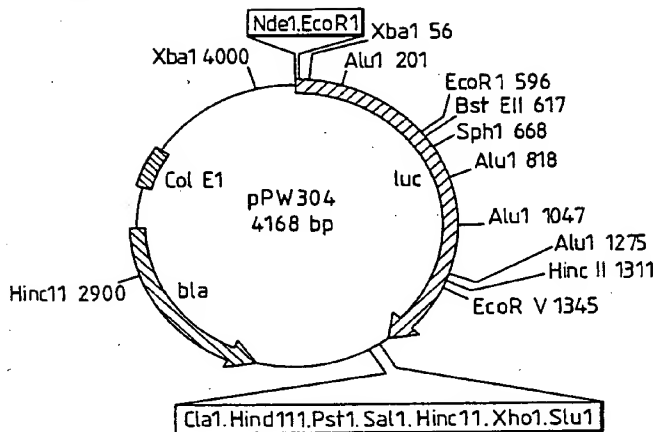 Nde1.EcoR1
Xba1 56
Xba1 4000
Alu1 201
EcoR1 596
Bst EII 617
Sph1 668
Alu1 818
Col E1
pPW304
4168 bp
luc
Alu1 1047
Alu1 1275
Hinc II 1311
EcoR V 1345
Hinc11 2900
bla
Cla1.Hind111.Pst1.Sal1.Hinc11.Xho1.Slu1